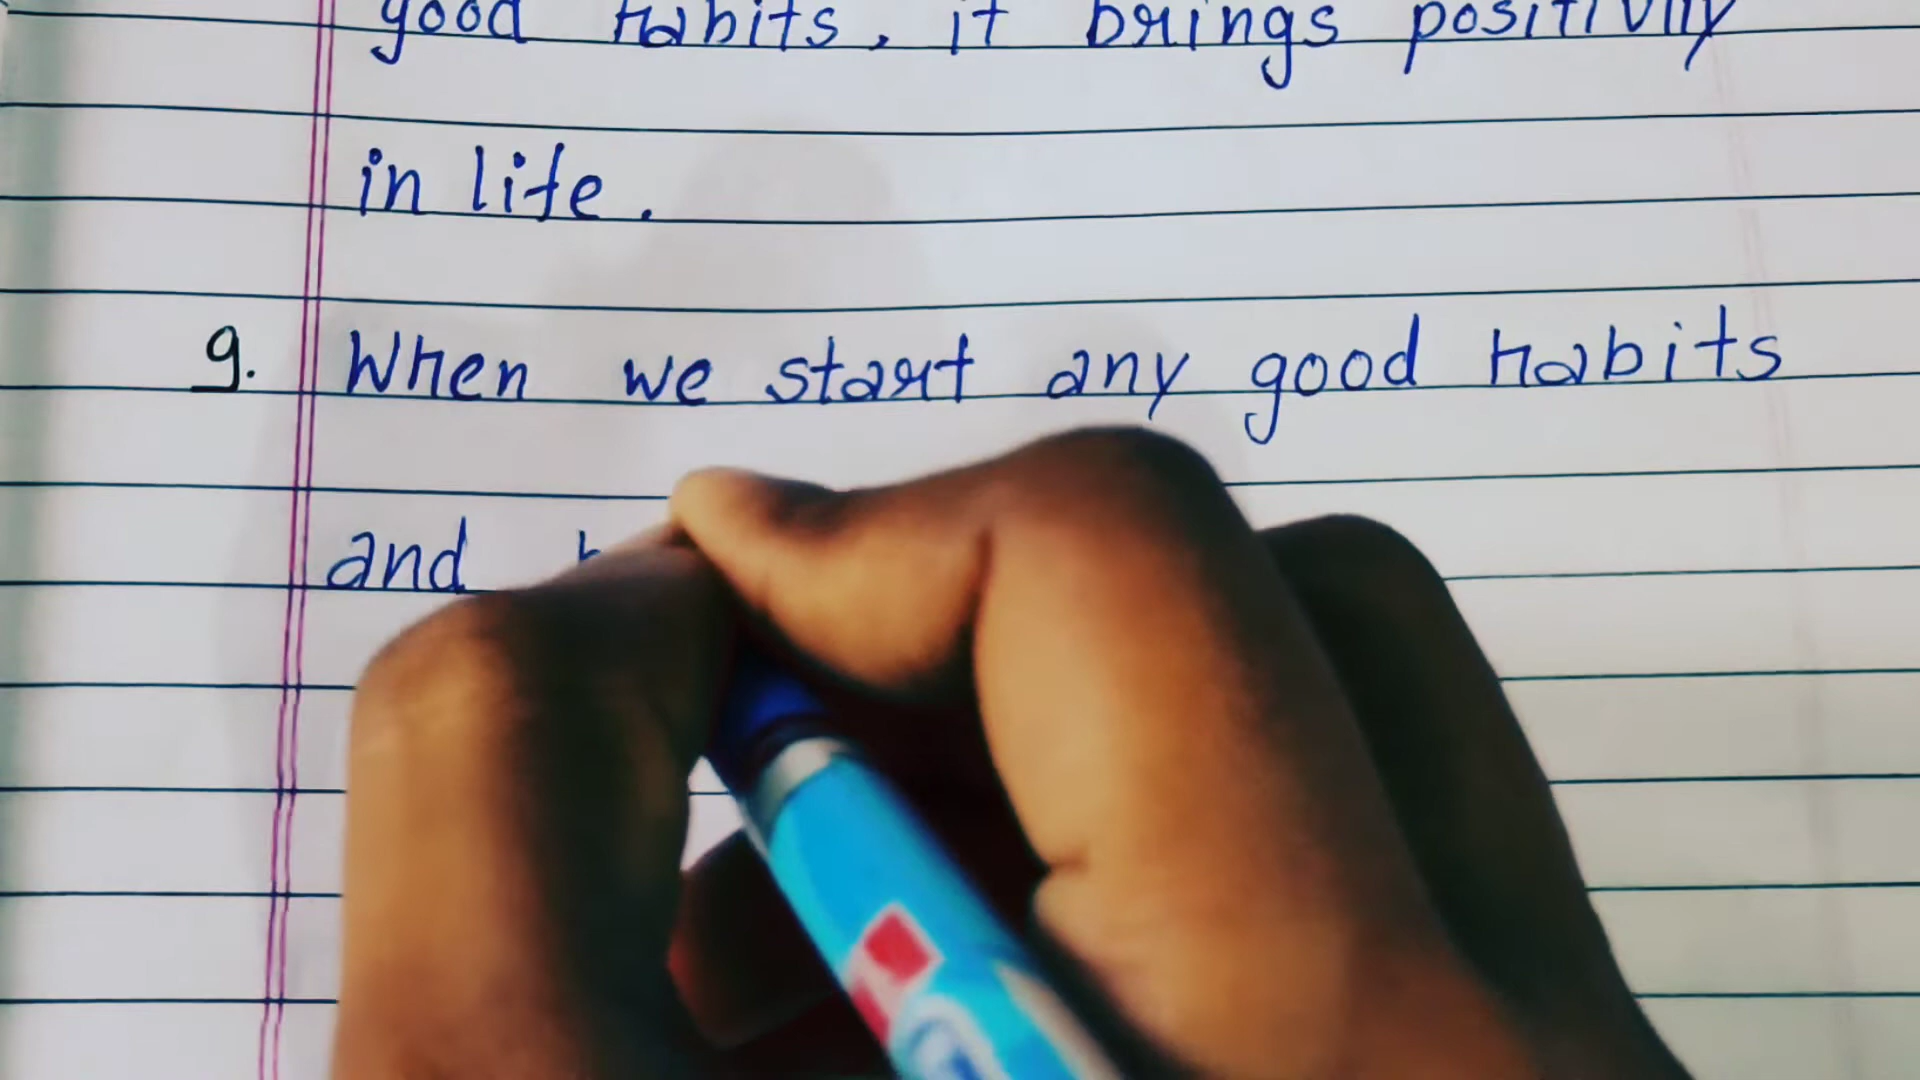 good habits, it brings positivity
in life.
9. When we start any good habits
and